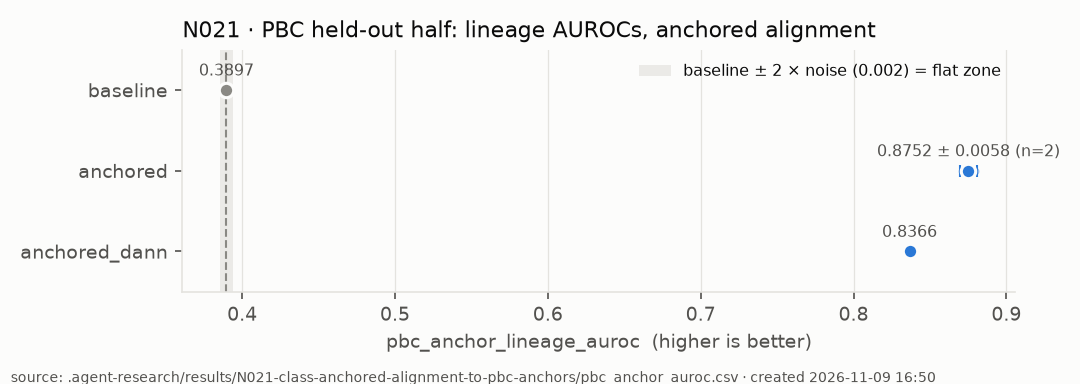 N021 · PBC held-out half: lineage AUROCs, anchored alignment
0.3897
baseline ± 2 × noise (0.002) = flat zone
baseline
0.8752 ± 0.0058 (n=2)
anchored
0.8366
anchored_dann
0.4 0.5 0.6 0.7 0.8 0.9
pbc_anchor_lineage_auroc (higher is better)
source: .agent-research/results/N021-class-anchored-alignment-to-pbc-anchors/pbc_anchor_auroc.csv · created 2026-11-09 16:50